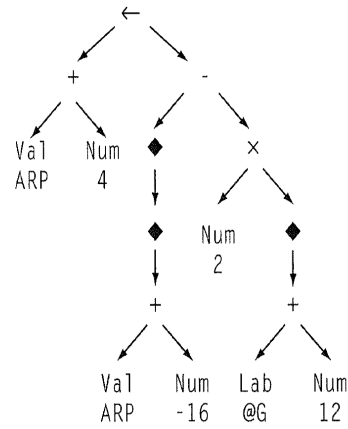 ←
+ -
Val Num ◆ ×
ARP 4
◆ Num ◆
2
+ +
Val Num Lab Num
ARP -16 @G 12